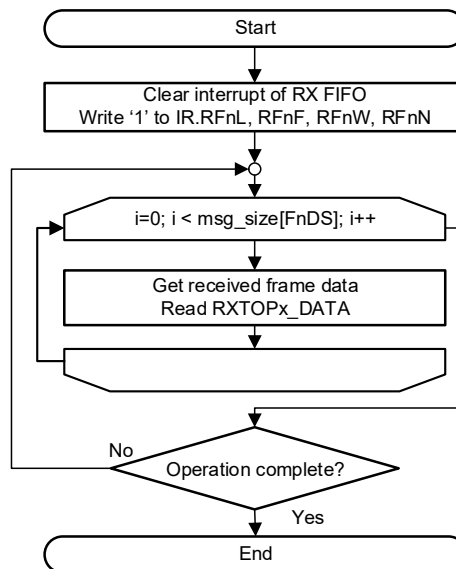 Start
Clear interrupt of RX FIFO
Write ‘1’ to IR.RFnL, RFnF, RFnW, RFnN
i=0; i < msg_size[FnDS]; i++
Get received frame data
Read RXTOPx_DATA
No
Operation complete?
Yes
End